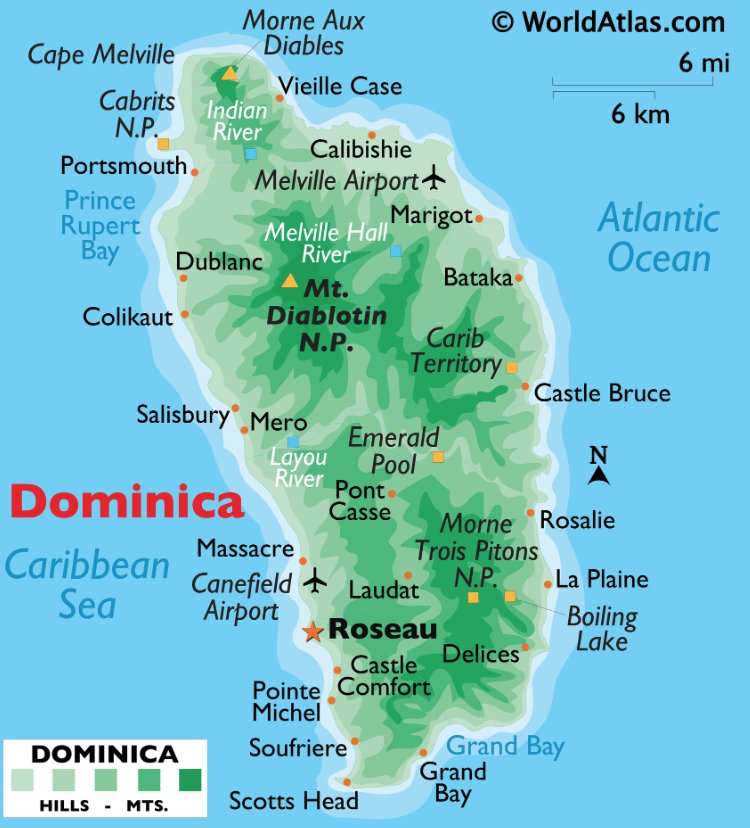 © WorldAtlas.com
Morne Aux
Diables
Cape Melville
6 mi
Vieille Case
Cabrits
N.P.
Indian
River
6 km
Calibishie
Portsmouth
Melville Airport
Prince
Rupert
Bay
Marigot
Atlantic
Ocean
Melville Hall
River
Dublanc
Bataka
Mt.
Diablotin
N.P.
Colikaut
Carib
Territory
Castle Bruce
Salisbury
Mero
Emerald
Pool
Layou
River
N
Dominica
Pont
Casse
Rosalie
Morne
Trois Pitons
N.P.
Caribbean
Sea
Massacre
Canefield
Airport
Laudat
La Plaine
Boiling
Lake
Roseau
Delices
Castle
Comfort
Pointe
Michel
Soufriere
Grand Bay
Grand
Bay
Scotts Head
DOMINICA
HILLS - MTS.